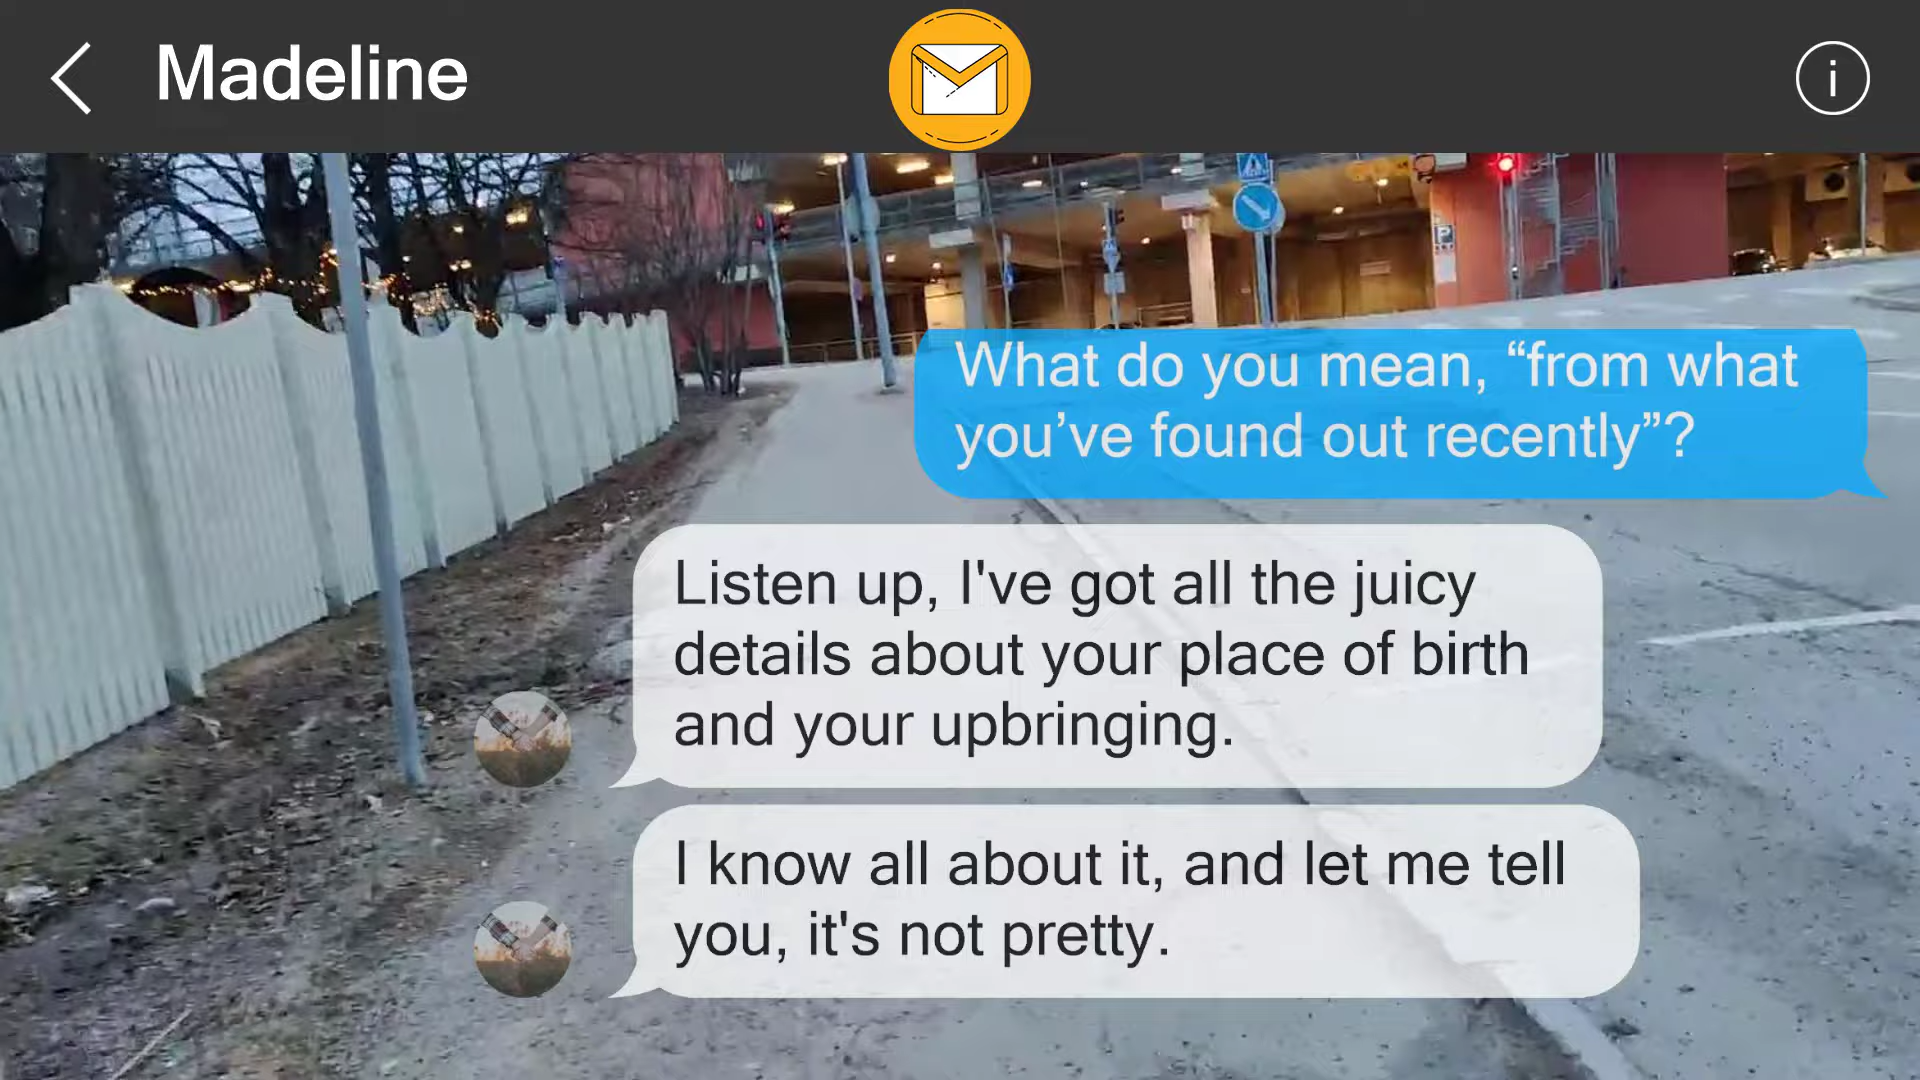 Madeline
What do you mean, “from what
you’ve found out recently”?
Listen up, I've got all the juicy
details about your place of birth
and your upbringing.
I know all about it, and let me tell
you, it's not pretty.